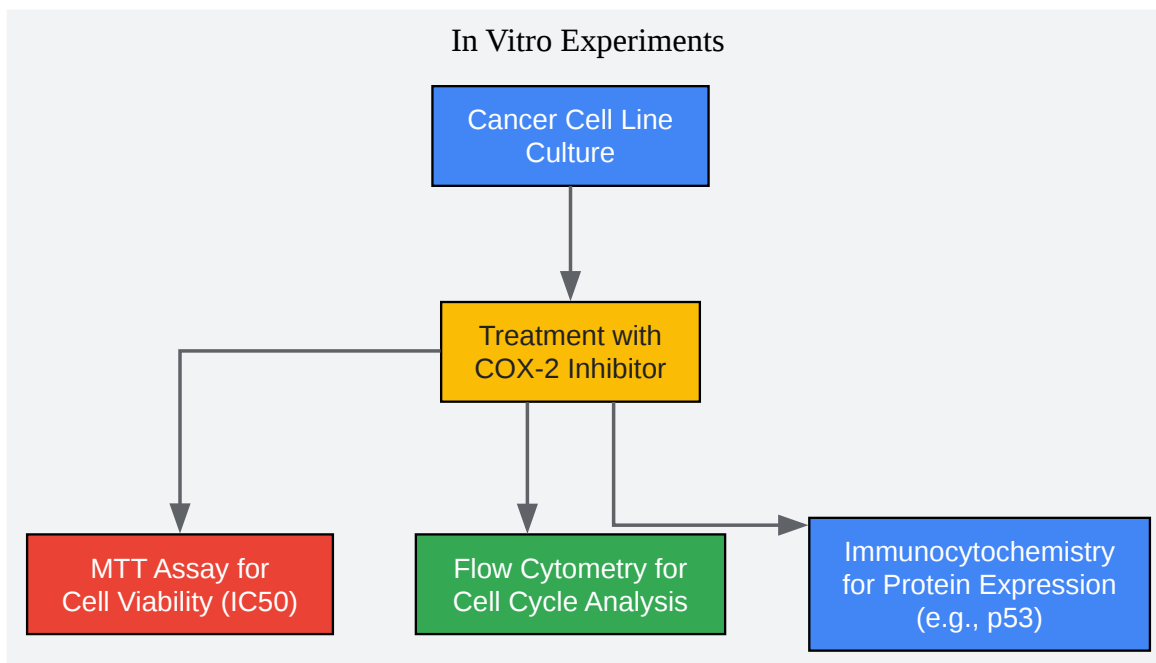 In Vitro Experiments
Cancer Cell Line
Culture
Treatment with
COX-2 Inhibitor
MTT Assay for
Cell Viability (IC50)
Flow Cytometry for
Cell Cycle Analysis
Immunocytochemistry
for Protein Expression
(e.g., p53)